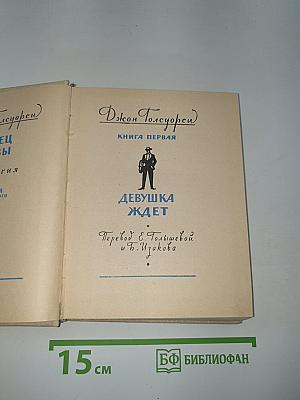 Джон Голсуорси
КНИГА ПЕРВАЯ
ДЕВУШКА
ЖДЕТ
Перевод Е. Голышевой
и Б. Изакова
15 см
БФ БИБЛИОФАН